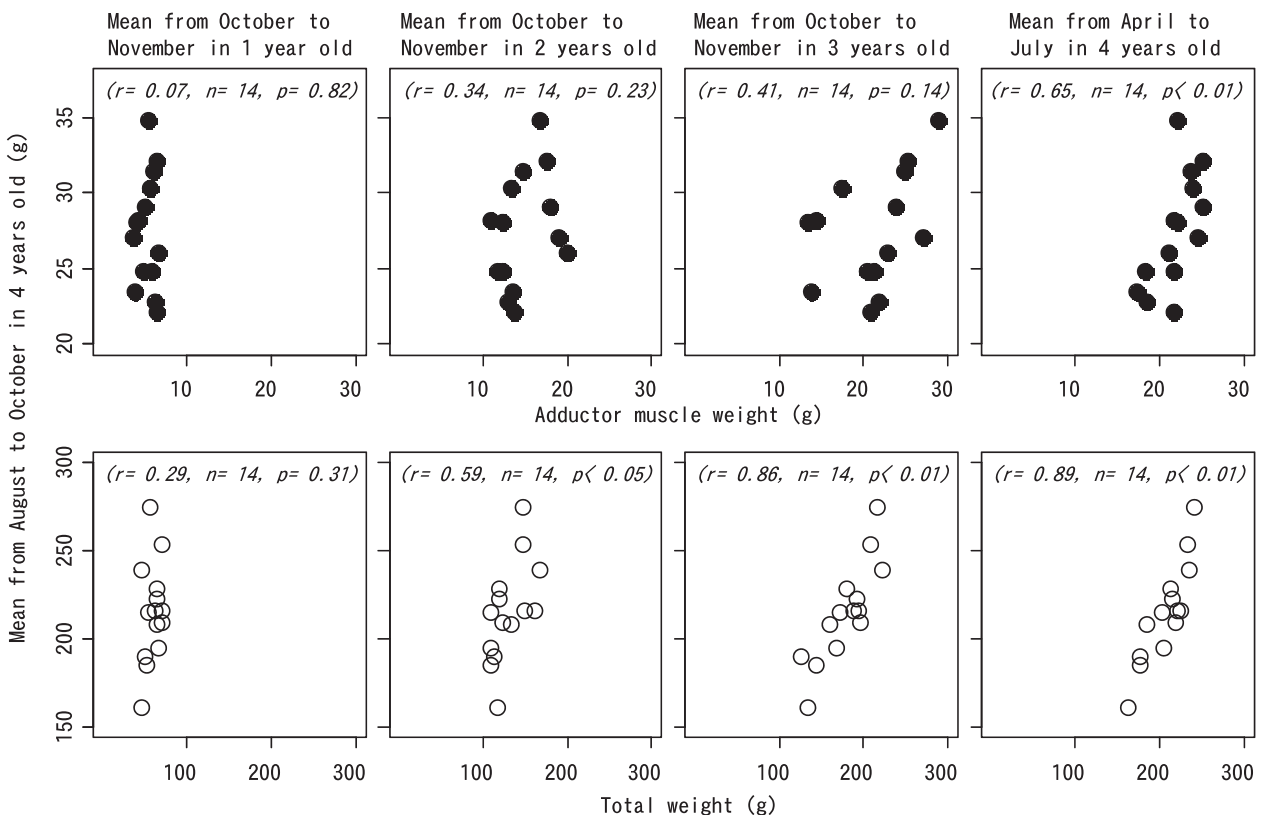 Mean from October to
November in 1 year old
Mean from October to
November in 2 years old
Mean from October to
November in 3 years old
Mean from April to
July in 4 years old
Mean from August to October in 4 years old (g)
(r= 0.07, n= 14, p= 0.82)
(r= 0.34, n= 14, p= 0.23)
(r= 0.41, n= 14, p= 0.14)
(r= 0.65, n= 14, p< 0.01)
35
30
25
20
10 20 30
10 20 30
10 20 30
10 20 30
Adductor muscle weight (g)
(r= 0.29, n= 14, p= 0.31)
(r= 0.59, n= 14, p< 0.05)
(r= 0.86, n= 14, p< 0.01)
(r= 0.89, n= 14, p< 0.01)
300
250
200
150
100 200 300
100 200 300
100 200 300
100 200 300
Total weight (g)